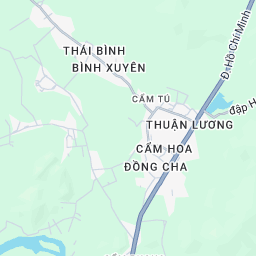 Đ. Hồ Chí Minh
THÁI BÌNH
BÌNH XUYÊN
CẨM TÚ
đập H
THUẬN LƯƠNG
CẨM HOA
ĐỒNG CHA